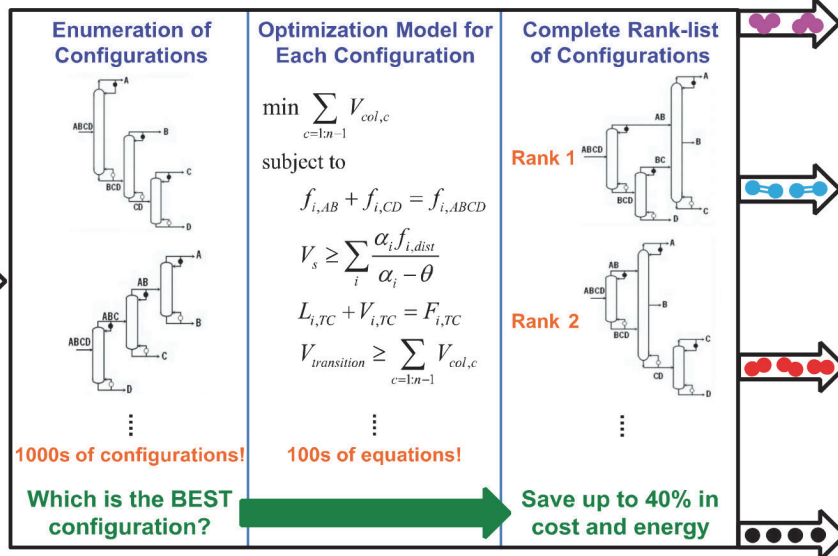 Enumeration of
Configurations
A
ABCD
B
C
BCD
CD
D
A
AB
ABC
B
ABCD
C
D
1000s of configurations!
Which is the BEST
configuration?
Optimization Model for
Each Configuration
min ∑ V_{col,c}
c=1:n−1
subject to
f_{i,AB} + f_{i,CD} = f_{i,ABCD}
V_s ≥ ∑_i α_i f_{i,dist} / (α_i − θ)
L_{i,TC} + V_{i,TC} = F_{i,TC}
V_{transition} ≥ ∑ V_{col,c}
c=1:n−1
100s of equations!
Complete Rank-list
of Configurations
A
AB
Rank 1
ABCD
B
BC
BCD
C
D
A
AB
ABCD
B
Rank 2
BCD
C
CD
D
Save up to 40% in
cost and energy